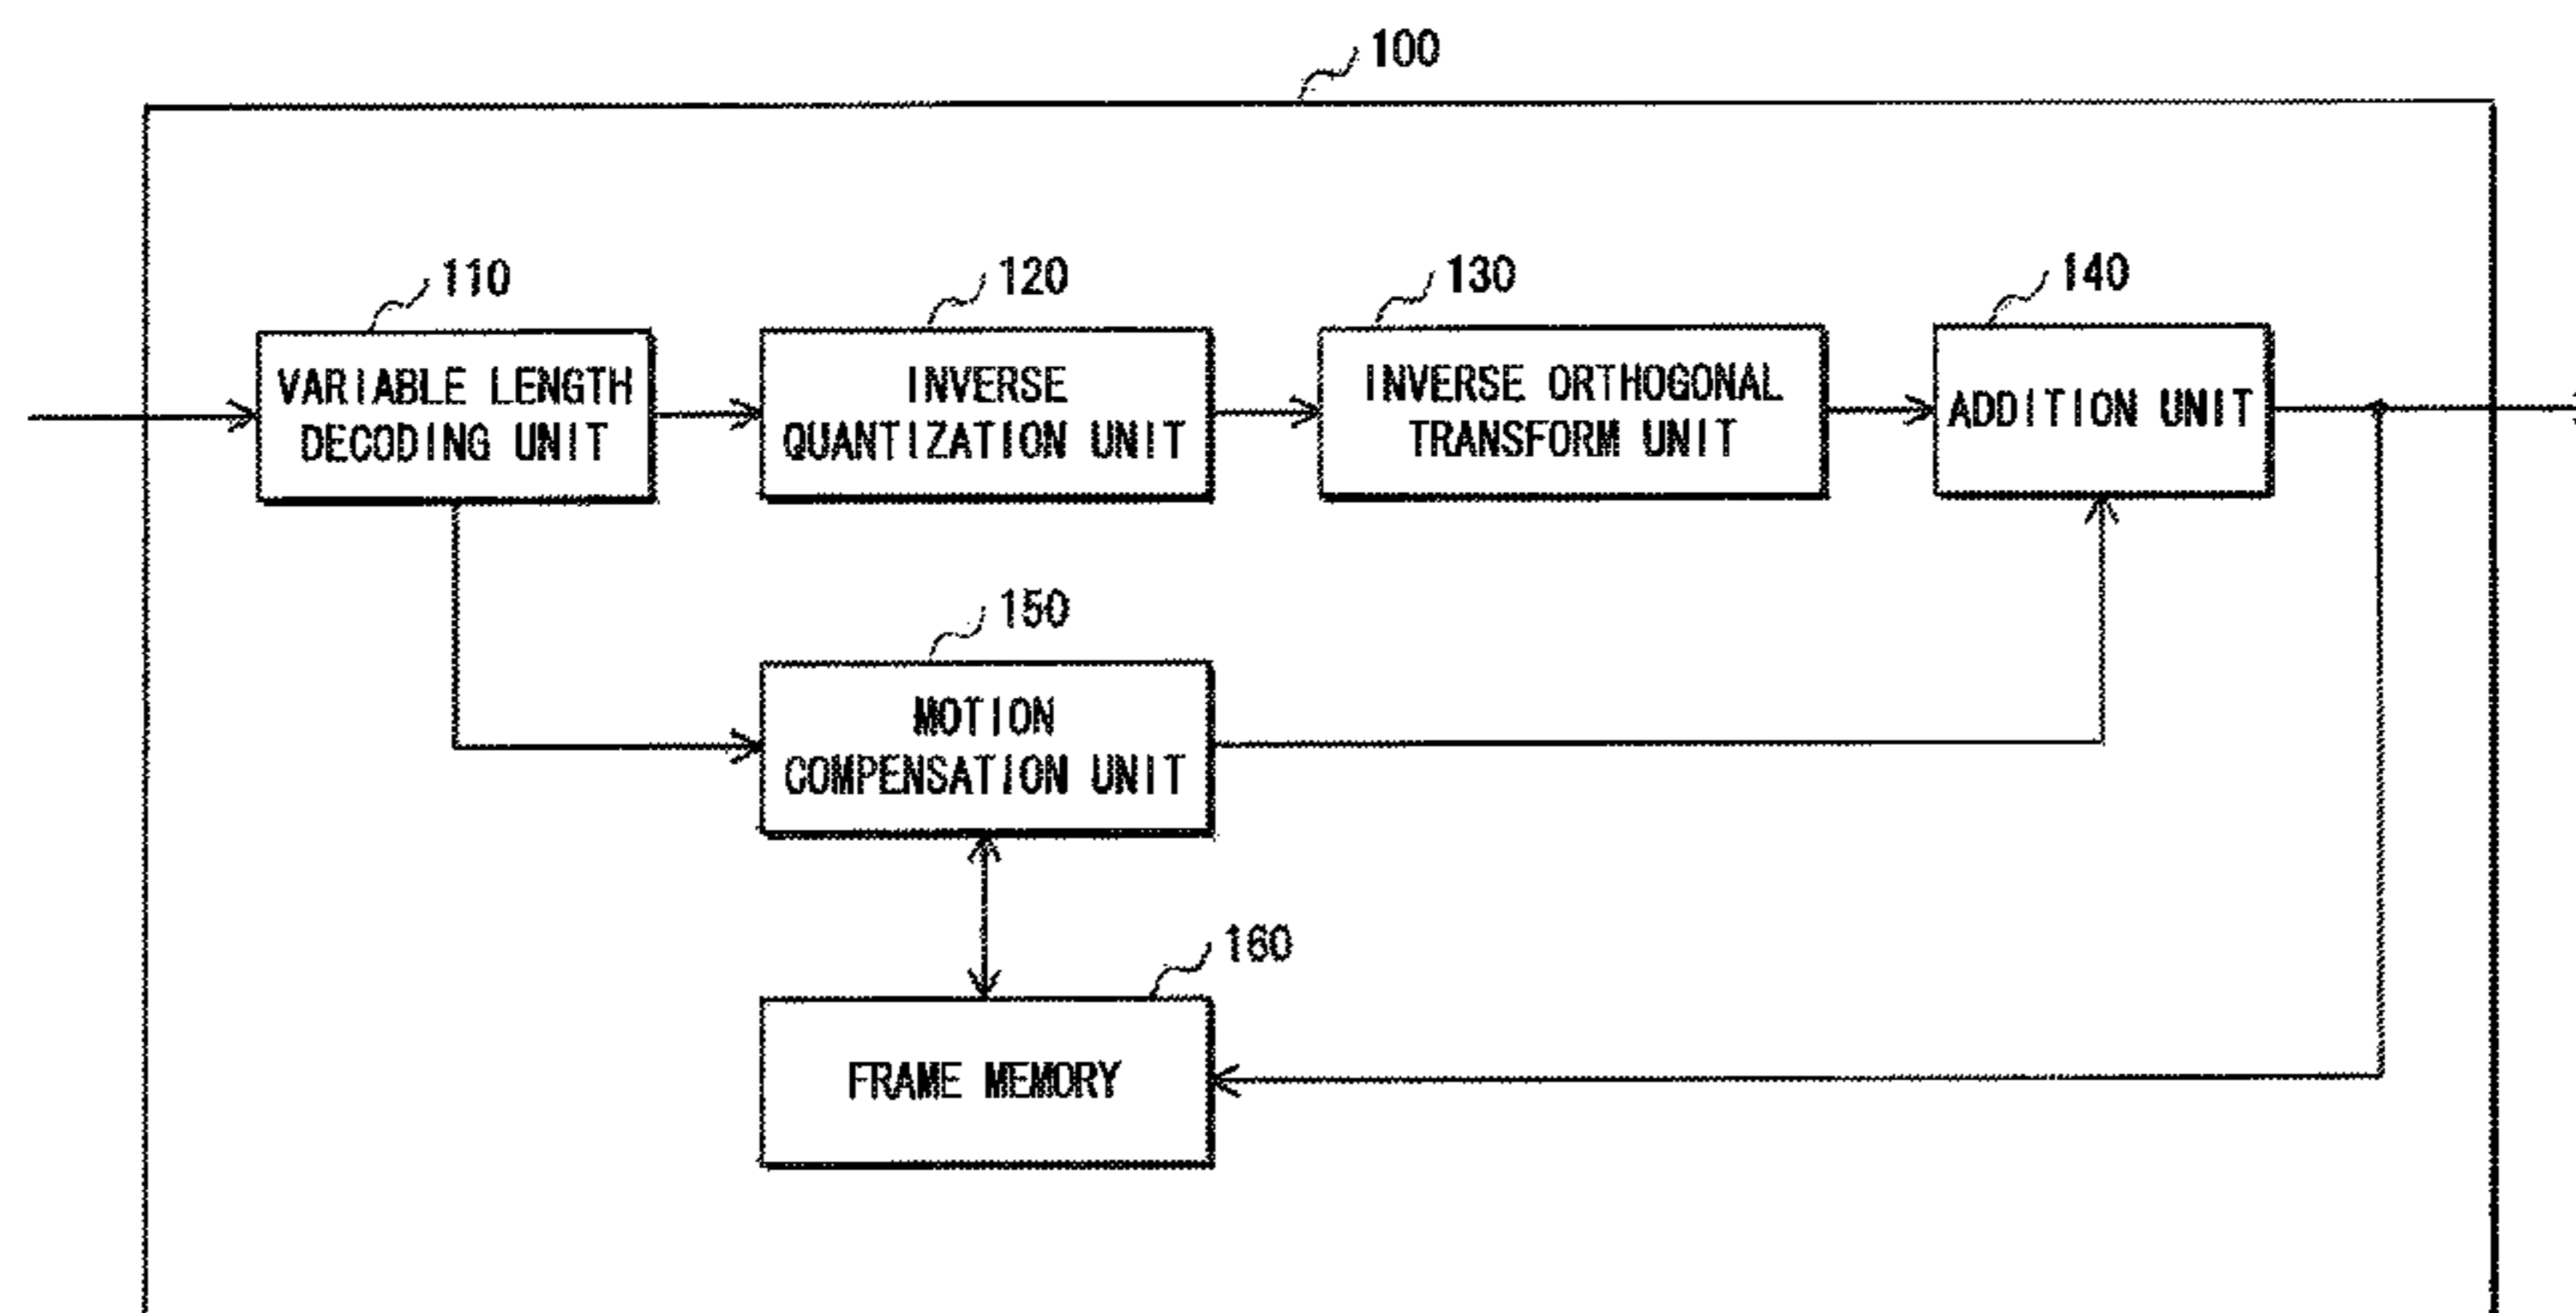 100
110
120
130
140
VARIABLE LENGTH
DECODING UNIT
INVERSE
QUANTIZATION UNIT
INVERSE ORTHOGONAL
TRANSFORM UNIT
ADDITION UNIT
150
MOTION
COMPENSATION UNIT
160
FRAME MEMORY